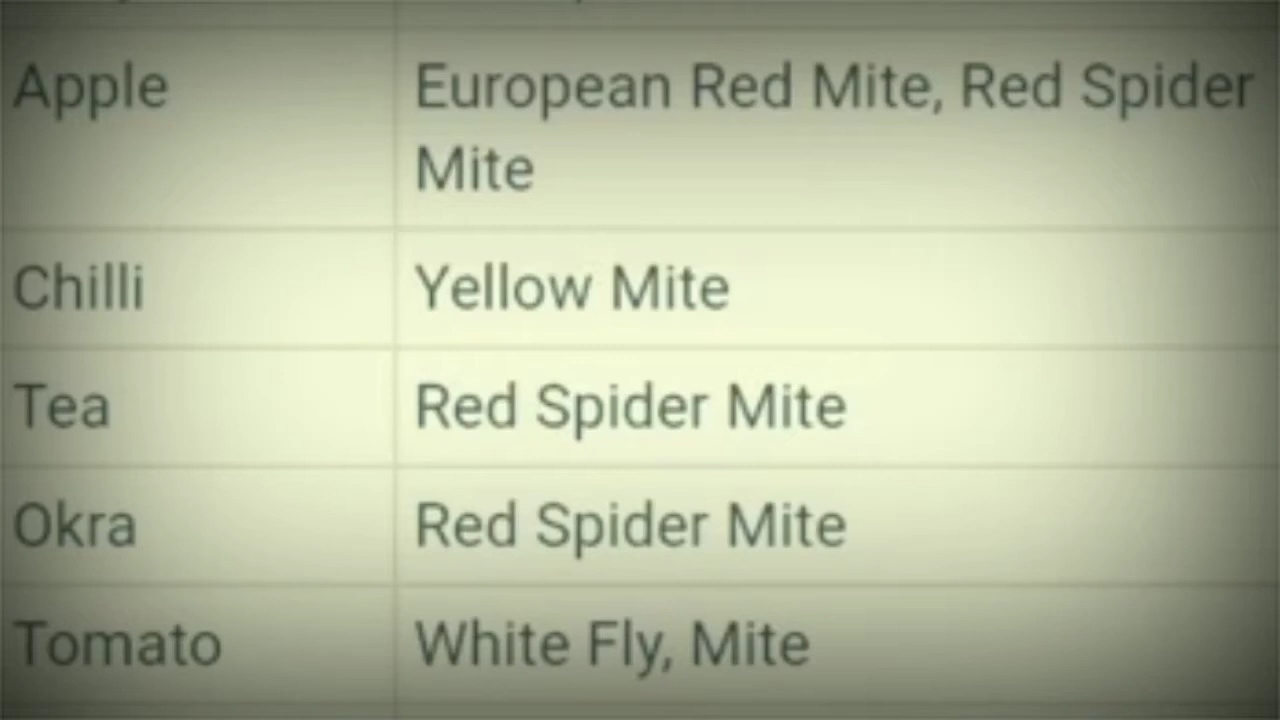 Apple European Red Mite, Red Spider
Mite
Chilli Yellow Mite
Tea Red Spider Mite
Okra Red Spider Mite
Tomato White Fly, Mite